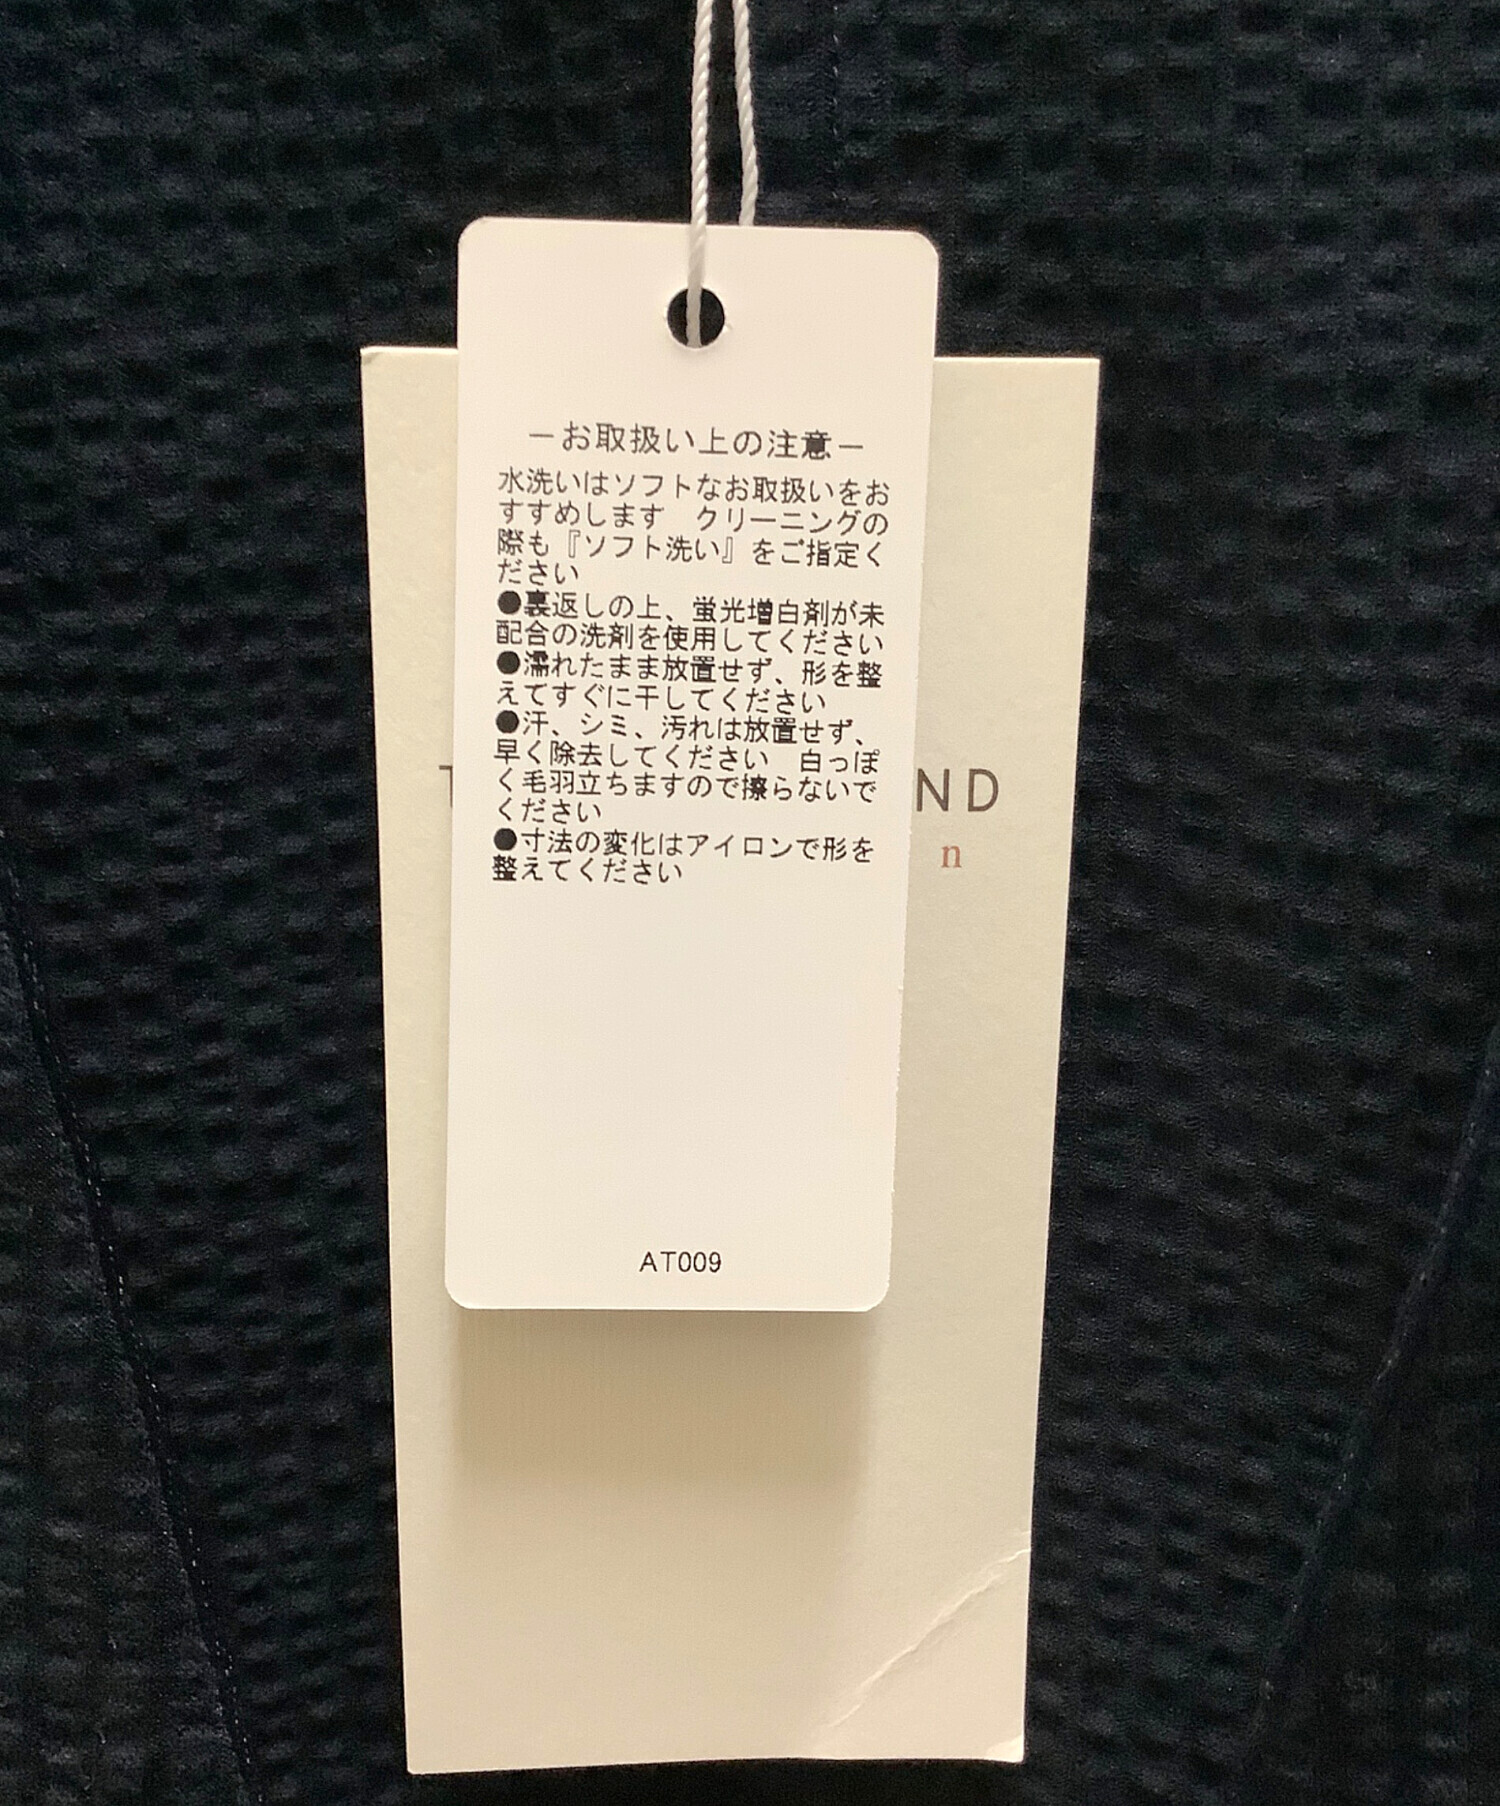 －お取扱い上の注意－
水洗いはソフトなお取扱いをお
すすめします　クリーニングの
際も『ソフト洗い』をご指定く
ださい
●裏返しの上、蛍光増白剤が未
配合の洗剤を使用してください
●濡れたまま放置せず、形を整
えてすぐに干してください
●汗、シミ、汚れは放置せず、
早く除去してください　白っぽ
く毛羽立ちますので擦らないで
ください
●寸法の変化はアイロンで形を
整えてください
ND
n
AT009